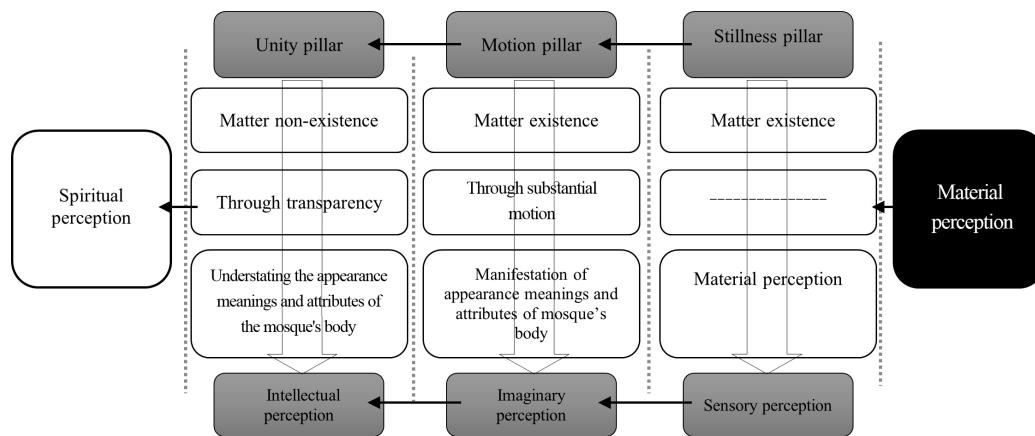 Unity pillar
Motion pillar
Stillness pillar
Matter non-existence
Matter existence
Matter existence
Spiritual
perception
Through transparency
Through substantial
motion
---------------
Material
perception
Understating the appearance
meanings and attributes of
the mosque's body
Manifestation of
appearance meanings and
attributes of mosque’s
body
Material perception
Intellectual
perception
Imaginary
perception
Sensory perception